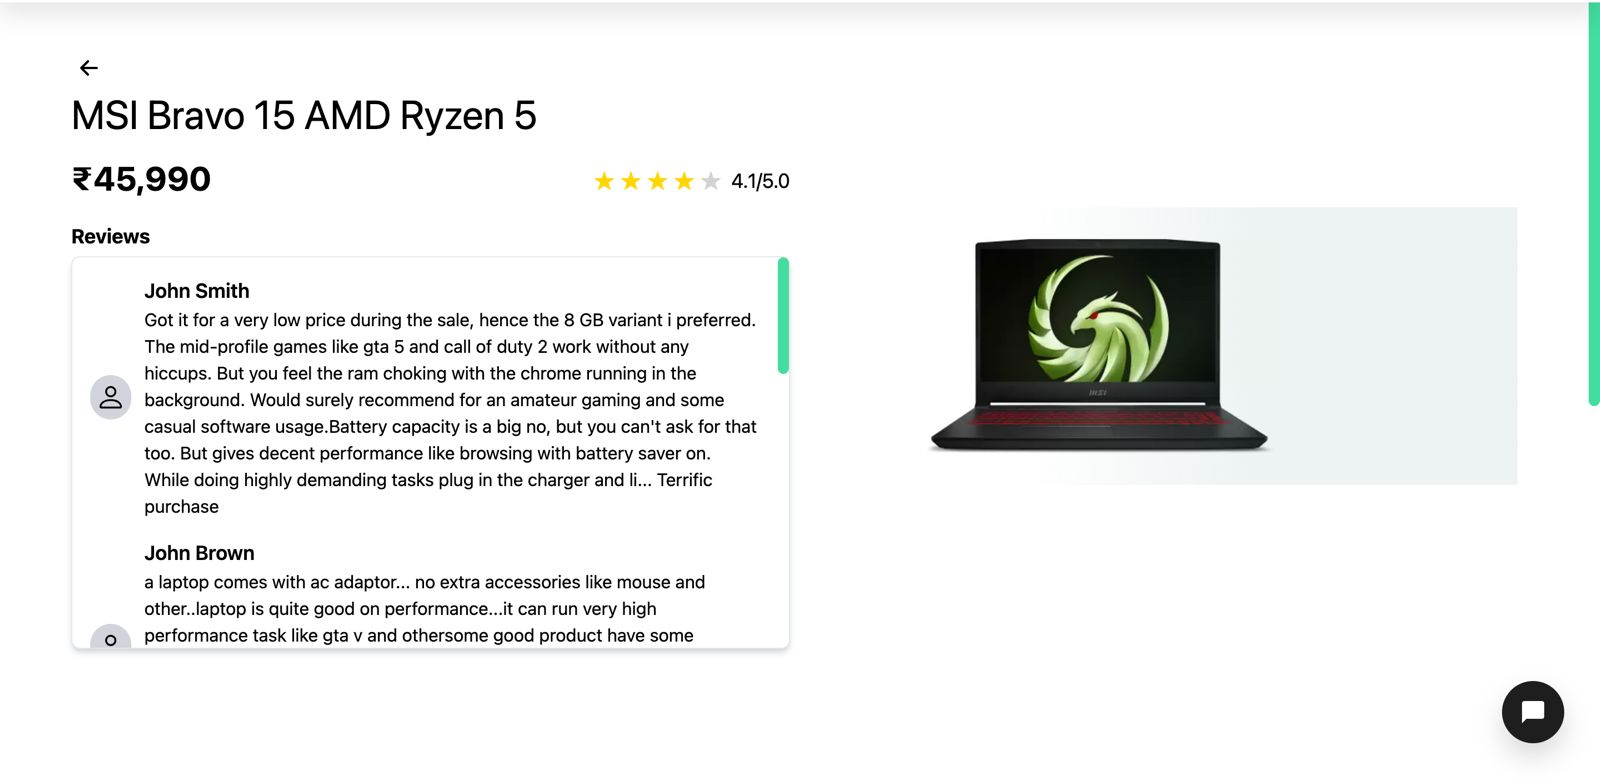 MSI Bravo 15 AMD Ryzen 5
₹45,990
4.1/5.0
Reviews
John Smith
Got it for a very low price during the sale, hence the 8 GB variant i preferred.
The mid-profile games like gta 5 and call of duty 2 work without any
hiccups. But you feel the ram choking with the chrome running in the
background. Would surely recommend for an amateur gaming and some
casual software usage.Battery capacity is a big no, but you can't ask for that
too. But gives decent performance like browsing with battery saver on.
While doing highly demanding tasks plug in the charger and li... Terrific
purchase
John Brown
a laptop comes with ac adaptor... no extra accessories like mouse and
other..laptop is quite good on performance...it can run very high
performance task like gta v and othersome good product have some
msi